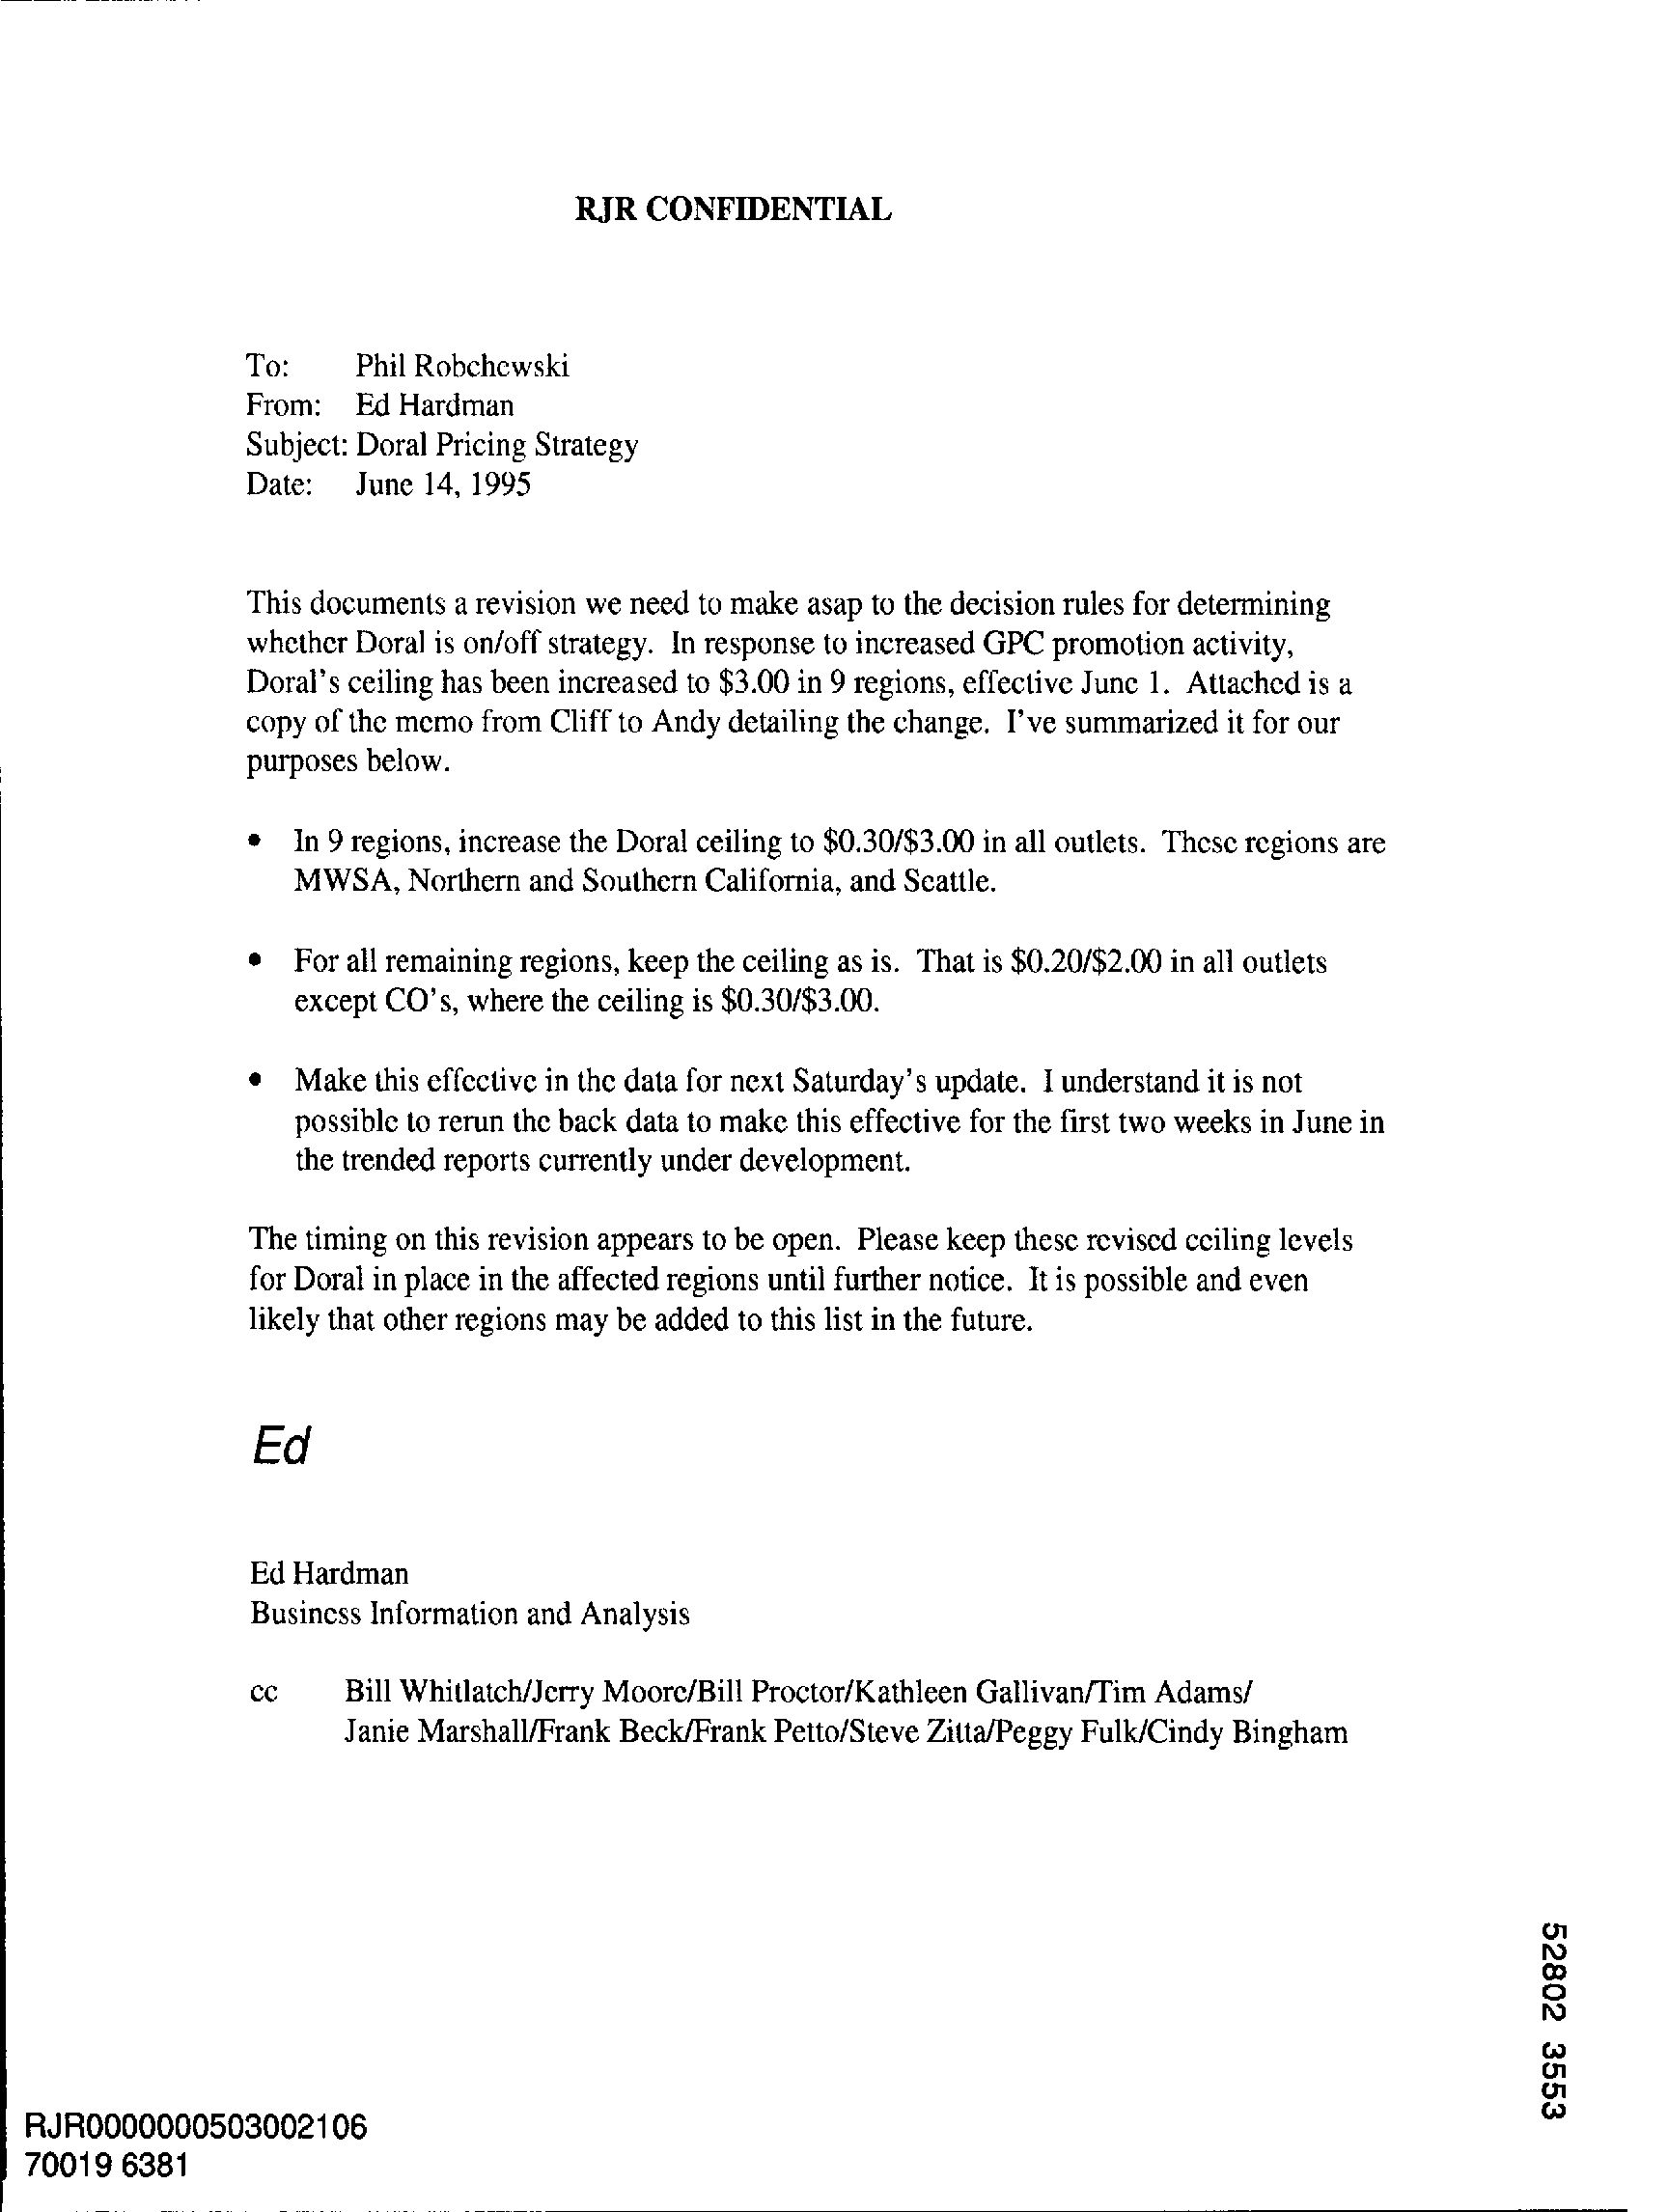 RJR CONFIDENTIAL
To: Phil Robchewski
From: Ed Hardman
Subject: Doral Pricing Strategy
Date: June 14, 1995
This documents a revision we need to make asap to the decision rules for determining
whether Doral is on/off strategy. In response to increased GPC promotion activity,
Doral's ceiling has been increased to $3.00 in 9 regions, effective June 1. Attached is a
copy of the memo from Cliff to Andy detailing the change. I've summarized it for our
purposes below.
• In 9 regions, increase the Doral ceiling to $0.30/$3.00 in all outlets. These regions are
MWSA, Northern and Southern California, and Seattle.
• For all remaining regions, keep the ceiling as is. That is $0.20/$2.00 in all outlets
except CO's, where the ceiling is $0.30/$3.00.
• Make this effective in the data for next Saturday's update. I understand it is not
possible to rerun the back data to make this effective for the first two weeks in June in
the trended reports currently under development.
The timing on this revision appears to be open. Please keep these revised ceiling levels
for Doral in place in the affected regions until further notice. It is possible and even
likely that other regions may be added to this list in the future.
Ed
Ed Hardman
Business Information and Analysis
cc Bill Whitlatch/Jerry Moore/Bill Proctor/Kathleen Gallivan/Tim Adams/
Janie Marshall/Frank Beck/Frank Petto/Steve Zitta/Peggy Fulk/Cindy Bingham
52802 3553
RJR0000000503002106
70019 6381